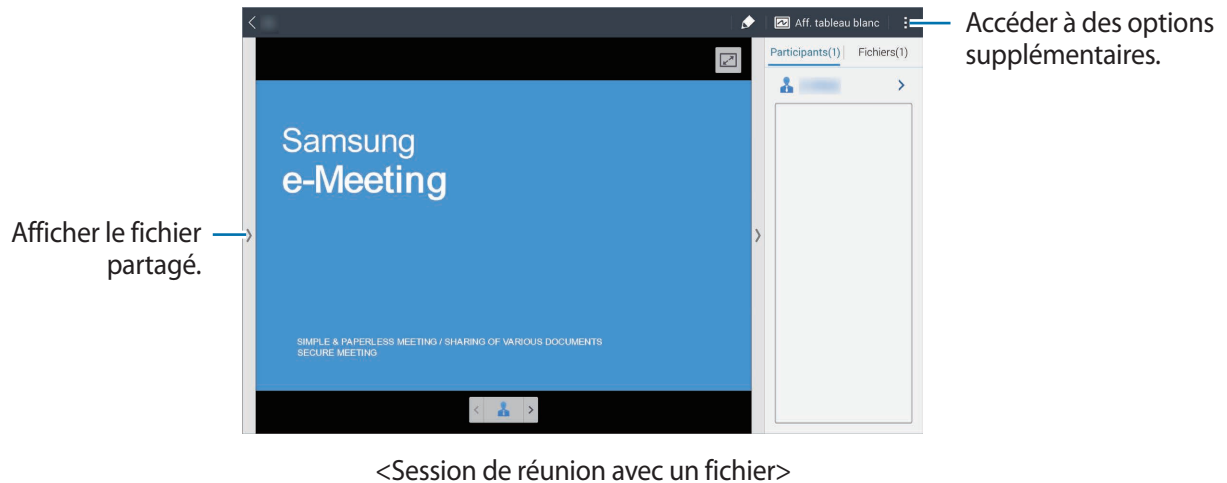 Aff. tableau blanc
Accéder à des options
supplémentaires.
Participants(1)
Fichiers(1)
Samsung
e-Meeting
Afficher le fichier
partagé.
SIMPLE & PAPERLESS MEETING / SHARING OF VARIOUS DOCUMENTS
SECURE MEETING
<Session de réunion avec un fichier>